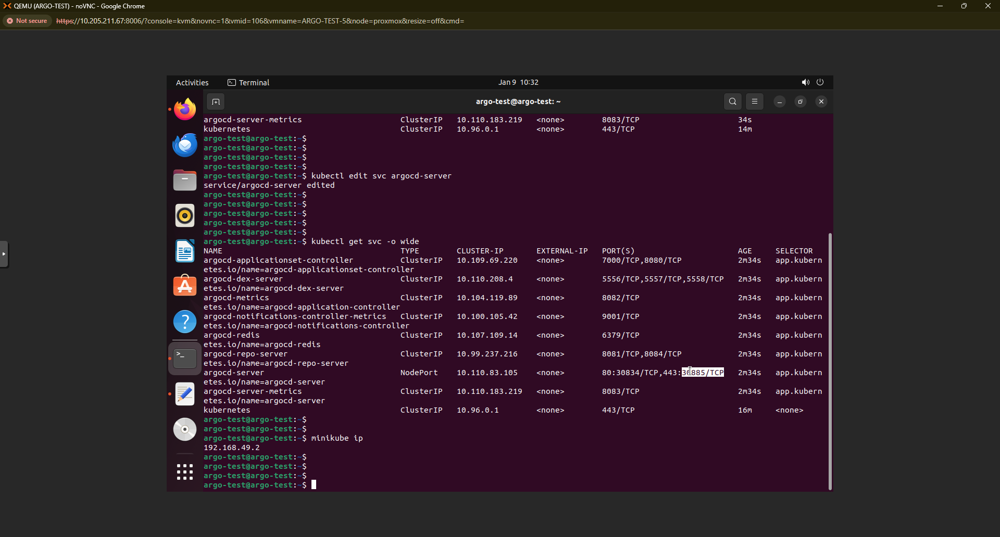 QEMU (ARGO-TEST) - noVNC - Google Chrome
Not secure https://10.205.211.67:8006/?console=kvm&novnc=1&vmid=106&vmname=ARGO-TEST-5&node=proxmox&resize=off&cmd=
Activities Terminal Jan 9 10:32
argo-test@argo-test: ~
argocd-server-metrics ClusterIP 10.110.183.219 <none> 8083/TCP 34s
kubernetes ClusterIP 10.96.0.1 <none> 443/TCP 14m
argo-test@argo-test:~$
argo-test@argo-test:~$
argo-test@argo-test:~$
argo-test@argo-test:~$
argo-test@argo-test:~$ kubectl edit svc argocd-server
service/argocd-server edited
argo-test@argo-test:~$
argo-test@argo-test:~$
argo-test@argo-test:~$
argo-test@argo-test:~$
argo-test@argo-test:~$
argo-test@argo-test:~$ kubectl get svc -o wide
NAME TYPE CLUSTER-IP EXTERNAL-IP PORT(S) AGE SELECTOR
argocd-applicationset-controller ClusterIP 10.109.69.220 <none> 7000/TCP,8080/TCP 2m34s app.kubern
etes.io/name=argocd-applicationset-controller
argocd-dex-server ClusterIP 10.110.208.4 <none> 5556/TCP,5557/TCP,5558/TCP 2m34s app.kubern
etes.io/name=argocd-dex-server
argocd-metrics ClusterIP 10.104.119.89 <none> 8082/TCP 2m34s app.kubern
etes.io/name=argocd-application-controller
argocd-notifications-controller-metrics ClusterIP 10.100.105.42 <none> 9001/TCP 2m34s app.kubern
etes.io/name=argocd-notifications-controller
argocd-redis ClusterIP 10.107.109.14 <none> 6379/TCP 2m34s app.kubern
etes.io/name=argocd-redis
argocd-repo-server ClusterIP 10.99.237.216 <none> 8081/TCP,8084/TCP 2m34s app.kubern
etes.io/name=argocd-repo-server
argocd-server NodePort 10.110.83.105 <none> 80:30834/TCP,443:30885/TCP 2m34s app.kubern
etes.io/name=argocd-server
argocd-server-metrics ClusterIP 10.110.183.219 <none> 8083/TCP 2m34s app.kubern
etes.io/name=argocd-server
kubernetes ClusterIP 10.96.0.1 <none> 443/TCP 16m <none>
argo-test@argo-test:~$
argo-test@argo-test:~$
argo-test@argo-test:~$ minikube ip
192.168.49.2
argo-test@argo-test:~$
argo-test@argo-test:~$
argo-test@argo-test:~$
argo-test@argo-test:~$